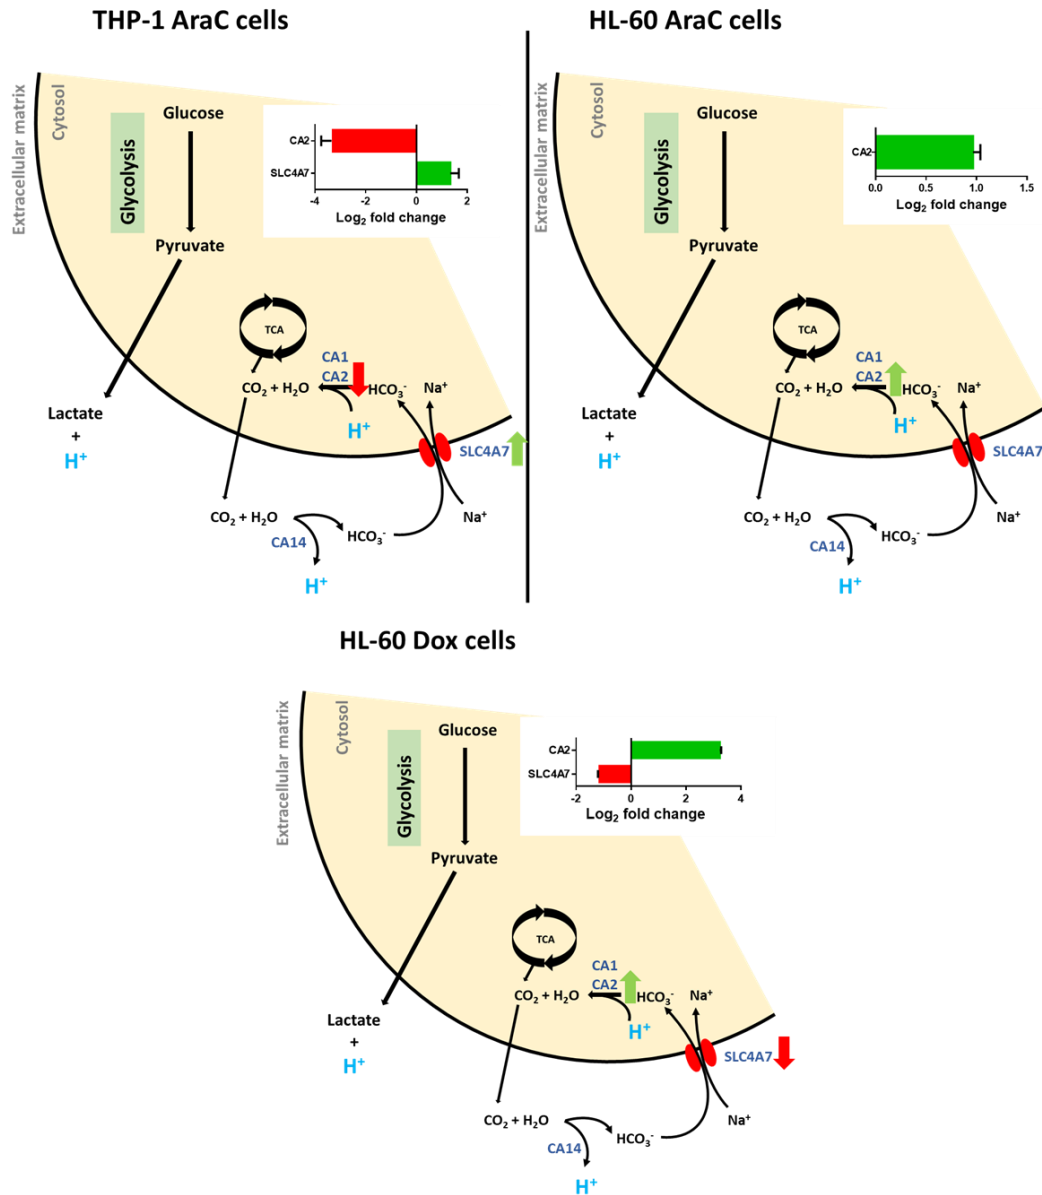 THP-1 AraC cells
Extracellular matrix
Cytosol
Glycolysis
Glucose
Pyruvate
CA2
SLC4A7
-4 -2 0 2
Log2 fold change
TCA
CA1
CA2
CO2 + H2O
HCO3-
Na+
H+
Lactate
+
H+
SLC4A7
CO2 + H2O
CA14
HCO3-
Na+
H+
HL-60 AraC cells
Extracellular matrix
Cytosol
Glycolysis
Glucose
Pyruvate
CA2
0.0 0.5 1.0 1.5
Log2 fold change
TCA
CA1
CA2
CO2 + H2O
HCO3-
Na+
H+
Lactate
+
H+
SLC4A7
CO2 + H2O
CA14
HCO3-
Na+
H+
HL-60 Dox cells
Extracellular matrix
Cytosol
Glycolysis
Glucose
Pyruvate
CA2
SLC4A7
-2 0 2 4
Log2 fold change
TCA
CA1
CA2
CO2 + H2O
HCO3-
Na+
H+
Lactate
+
H+
SLC4A7
CO2 + H2O
CA14
HCO3-
Na+
H+